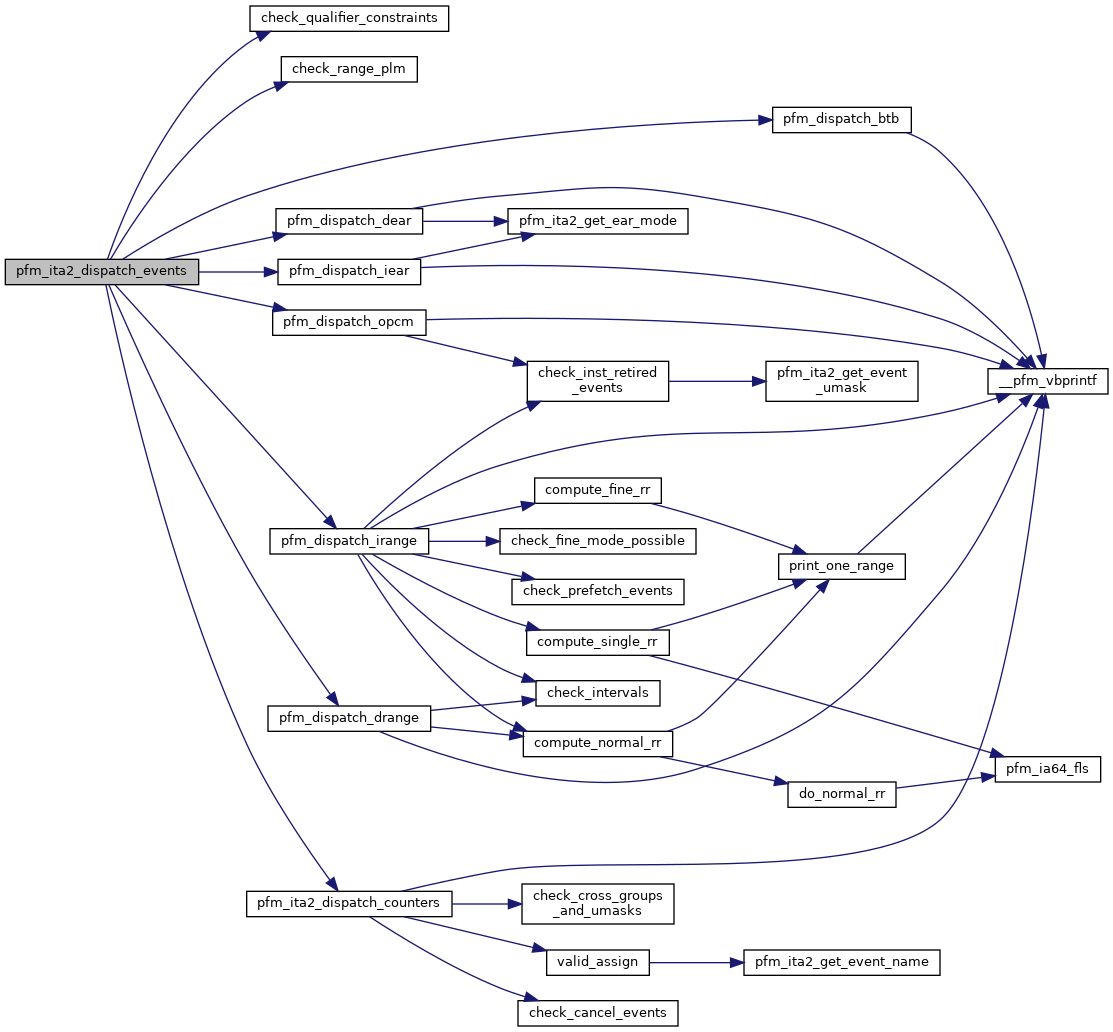 check_qualifier_constraints
check_range_plm
pfm_dispatch_btb
pfm_dispatch_dear
pfm_ita2_get_ear_mode
pfm_ita2_dispatch_events
pfm_dispatch_iear
pfm_dispatch_opcm
check_inst_retired
_events
pfm_ita2_get_event
_umask
__pfm_vbprintf
compute_fine_rr
pfm_dispatch_irange
check_fine_mode_possible
print_one_range
check_prefetch_events
compute_single_rr
check_intervals
pfm_dispatch_drange
compute_normal_rr
pfm_ia64_fls
do_normal_rr
pfm_ita2_dispatch_counters
check_cross_groups
_and_umasks
valid_assign
pfm_ita2_get_event_name
check_cancel_events